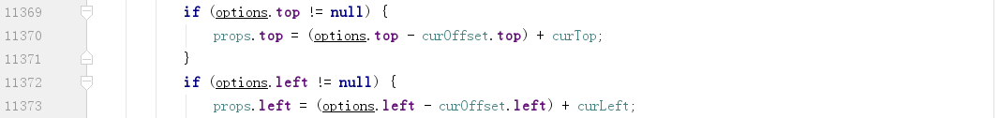 11369 if (options.top != null) {
11370 props.top = (options.top - curOffset.top) + curTop;
11371 }
11372 if (options.left != null) {
11373 props.left = (options.left - curOffset.left) + curLeft;